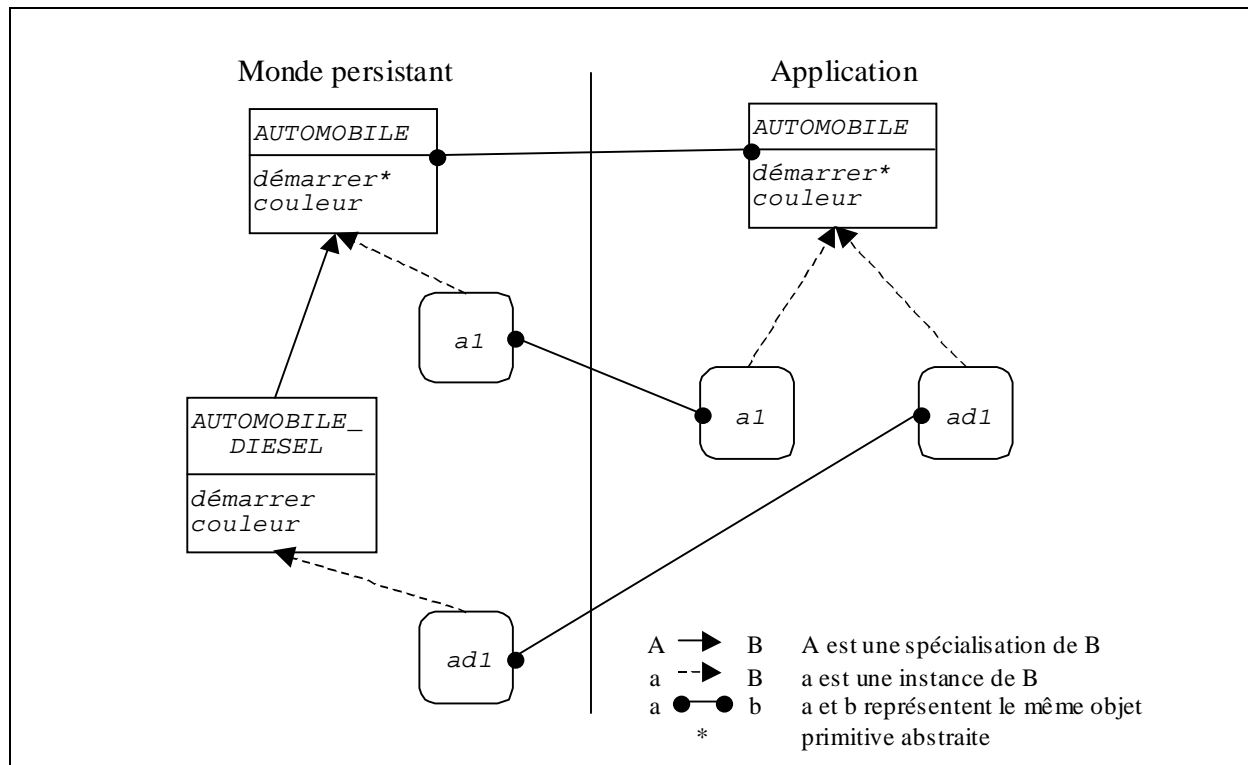 Monde persistant
Application
AUTOMOBILE
démarrer*
couleur
AUTOMOBILE
démarrer*
couleur
a1
a1
ad1
AUTOMOBILE_
DIESEL
démarrer
couleur
ad1
A B A est une spécialisation de B
a B a est une instance de B
a b a et b représentent le même objet
* primitive abstraite